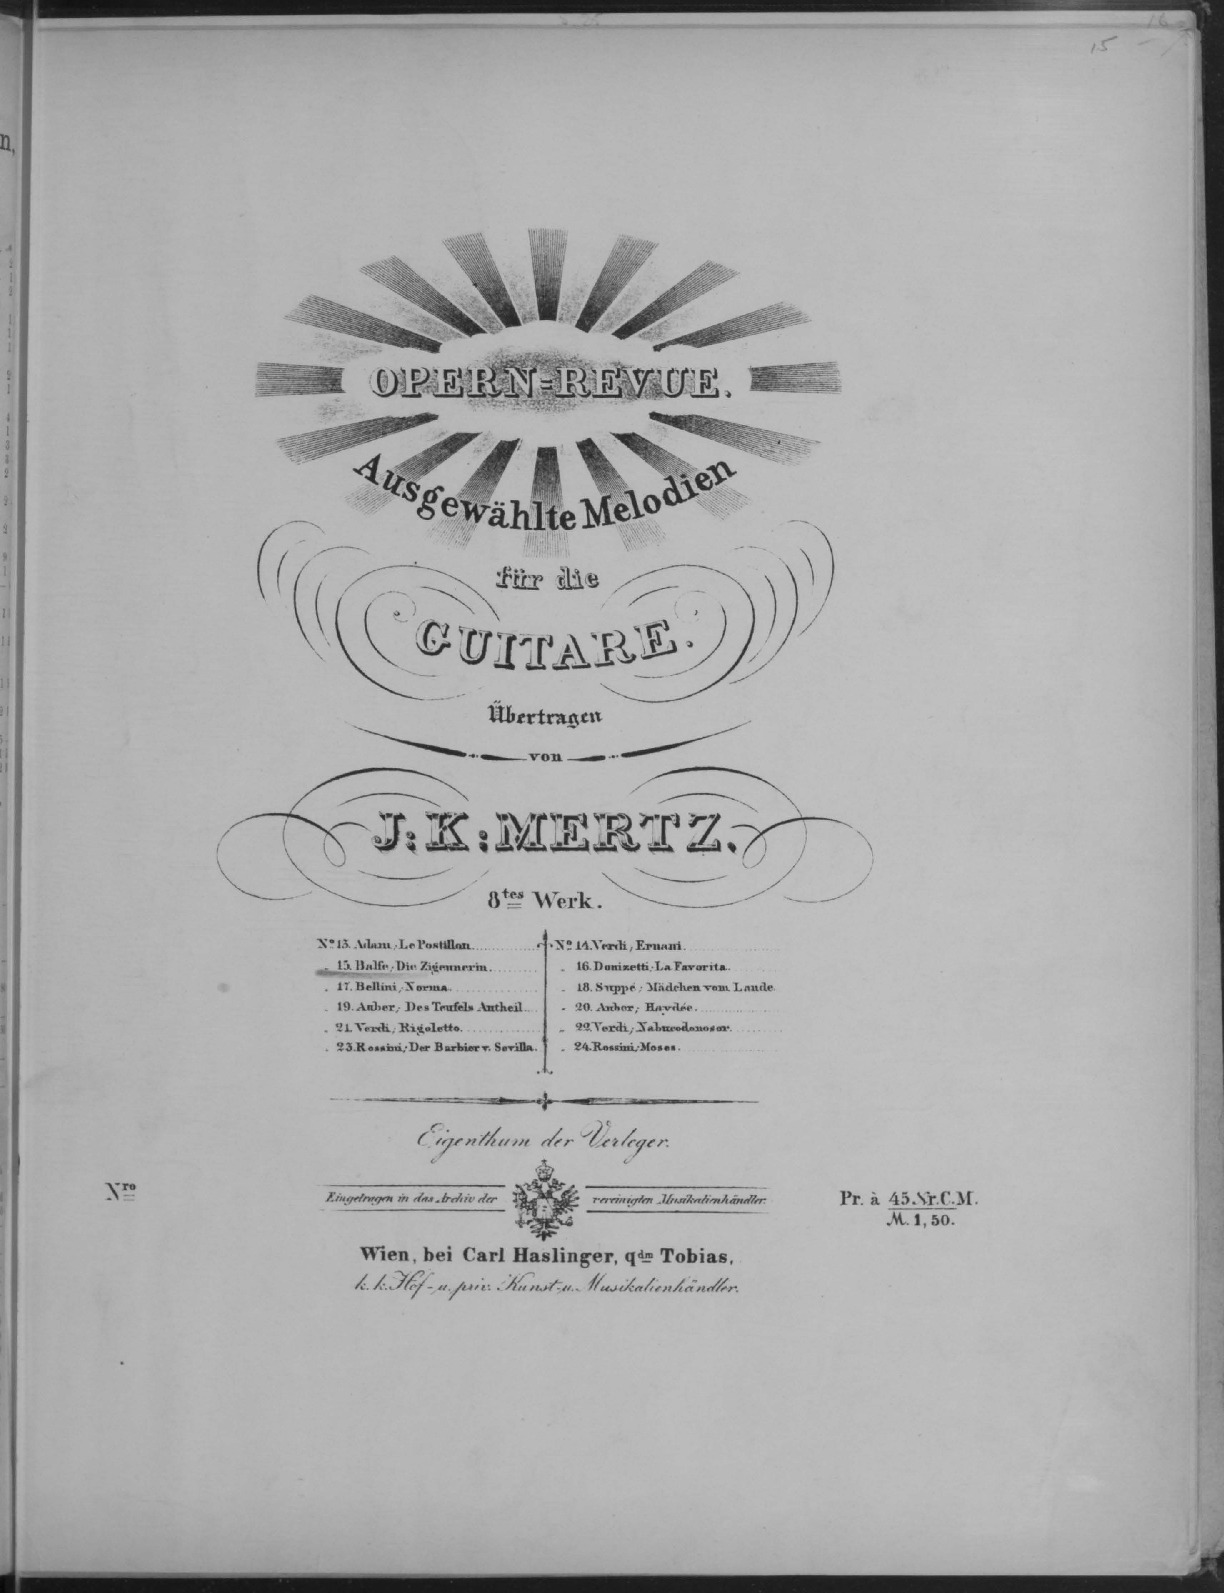 15
OPERN=REVUE.
Ausgewählte Melodien
für die
GUITARE.
Übertragen
von
J:K:MERTZ.
8tes Werk.
No 13. Adam, Le Postillon
15. Balfe, Die Zigeunerin.
17. Bellini, Norma.
19. Auber, Des Teufels Antheil
21. Verdi, Rigoletto.
23. Rossini, Der Barbier v. Sevilla.
No 14. Verdi, Ernani.
16. Donizetti, La Favorita.
18. Suppé, Mädchen vom Lande.
20. Auber, Haydée.
22. Verdi, Nabucodonosor.
24. Rossini, Moses.
Eigenthum der Verleger.
Eingetragen in das Archiv der vereinigten Musikalienhändler.
Nro
Pr. à 45.Xr.C.M.
M. 1,50.
Wien, bei Carl Haslinger, qdm Tobias,
k. k. Hof- u. priv. Kunst- u. Musikalienhändler.